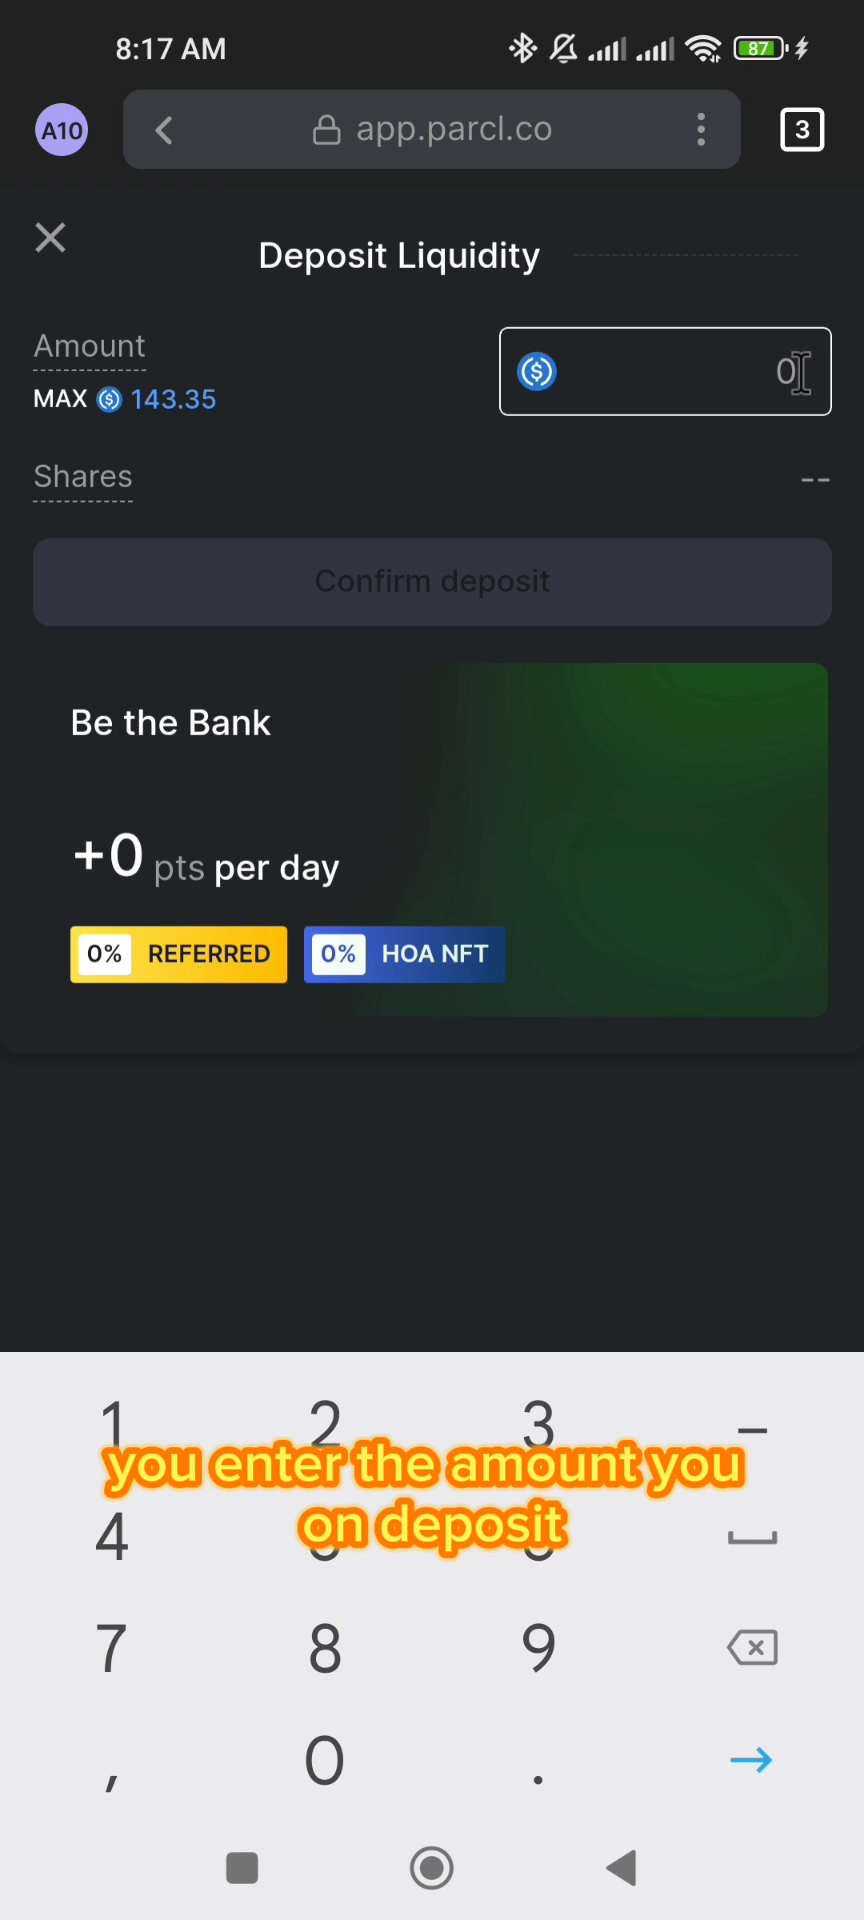 8:17 AM
87
A10
app.parcl.co
3
Deposit Liquidity
Amount
0
MAX 143.35
Shares
--
Confirm deposit
Be the Bank
+0 pts per day
0% REFERRED
0% HOA NFT
1 2 3 –
you enter the amount you
on deposit
4
7 8 9
, 0 .